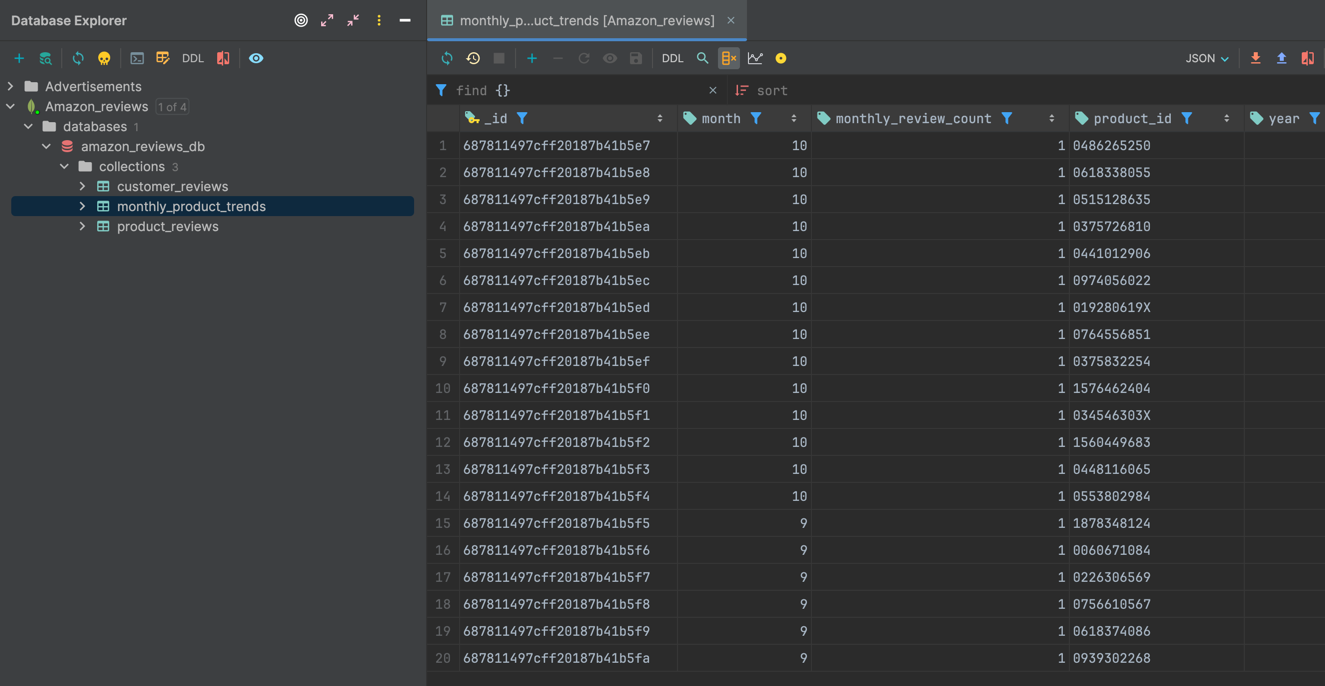 Database Explorer
DDL
Advertisements
Amazon_reviews 1 of 4
databases 1
amazon_reviews_db
collections 3
customer_reviews
monthly_product_trends
product_reviews
monthly_p...uct_trends [Amazon_reviews]
DDL JSON
find {} sort
_id month monthly_review_count product_id year
1 687811497cff20187b41b5e7 10 1 0486265250
2 687811497cff20187b41b5e8 10 1 0618338055
3 687811497cff20187b41b5e9 10 1 0515128635
4 687811497cff20187b41b5ea 10 1 0375726810
5 687811497cff20187b41b5eb 10 1 0441012906
6 687811497cff20187b41b5ec 10 1 0974056022
7 687811497cff20187b41b5ed 10 1 019280619X
8 687811497cff20187b41b5ee 10 1 0764556851
9 687811497cff20187b41b5ef 10 1 0375832254
10 687811497cff20187b41b5f0 10 1 1576462404
11 687811497cff20187b41b5f1 10 1 034546303X
12 687811497cff20187b41b5f2 10 1 1560449683
13 687811497cff20187b41b5f3 10 1 0448116065
14 687811497cff20187b41b5f4 10 1 0553802984
15 687811497cff20187b41b5f5 9 1 1878348124
16 687811497cff20187b41b5f6 9 1 0060671084
17 687811497cff20187b41b5f7 9 1 0226306569
18 687811497cff20187b41b5f8 9 1 0756610567
19 687811497cff20187b41b5f9 9 1 0618374086
20 687811497cff20187b41b5fa 9 1 0939302268